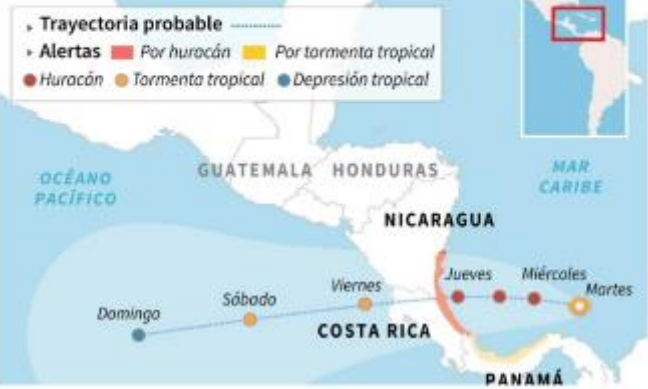 Trayectoria probable
Alertas Por huracán Por tormenta tropical
Huracán Tormenta tropical Depresión tropical
OCÉANO
PACÍFICO
GUATEMALA HONDURAS
MAR
CARIBE
NICARAGUA
Jueves Miércoles
Martes
Viernes
Sábado
Domingo
COSTA RICA
PANAMÁ